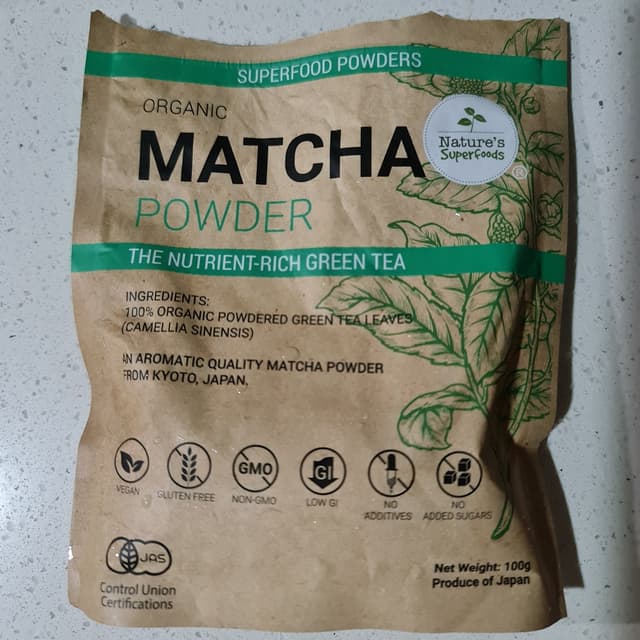 SUPERFOOD POWDERS
ORGANIC
MATCHA
POWDER
Nature's
Superfoods
®
THE NUTRIENT-RICH GREEN TEA
INGREDIENTS:
100% ORGANIC POWDERED GREEN TEA LEAVES
(CAMELLIA SINENSIS)
AN AROMATIC QUALITY MATCHA POWDER
FROM KYOTO, JAPAN.
GMO
GI
VEGAN
GLUTEN FREE
NON-GMO
LOW GI
NO
ADDITIVES
NO
ADDED SUGARS
JAS
Control Union
Certifications
Net Weight: 100g
Produce of Japan